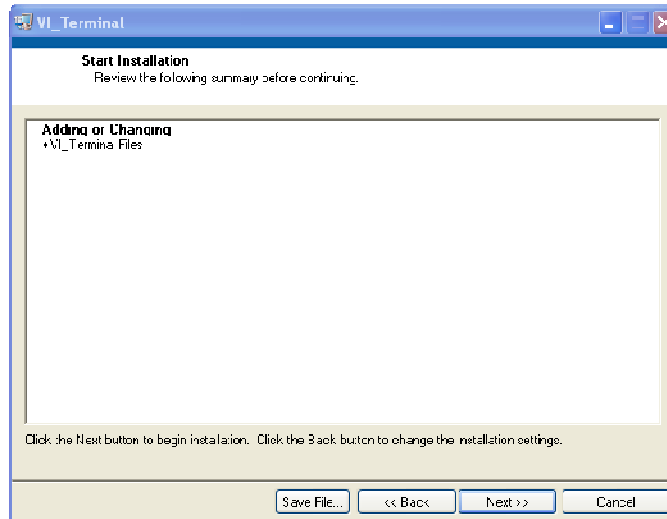 VI_Terminal
Start Installation
Review the following summary before continuing.
Adding or Changing
•VI_Terminal Files
Click the Next button to begin installation. Click the Back button to change the installation settings.
Save File... << Back Next >> Cancel